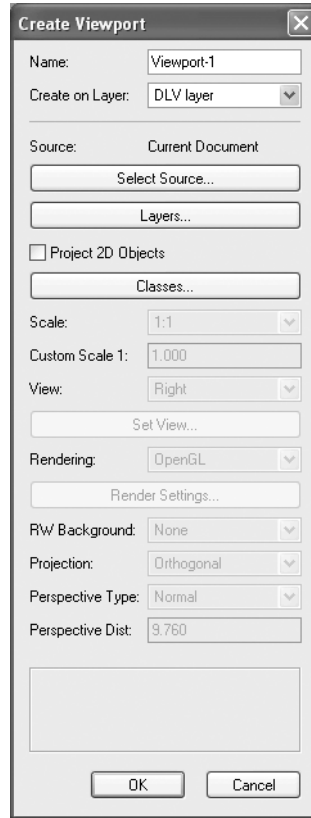 Create Viewport
Name: Viewport-1
Create on Layer: DLV layer
Source: Current Document
Select Source...
Layers...
Project 2D Objects
Classes...
Scale: 1:1
Custom Scale 1: 1.000
View: Right
Set View...
Rendering: OpenGL
Render Settings...
RW Background: None
Projection: Orthogonal
Perspective Type: Normal
Perspective Dist: 9.760
OK Cancel